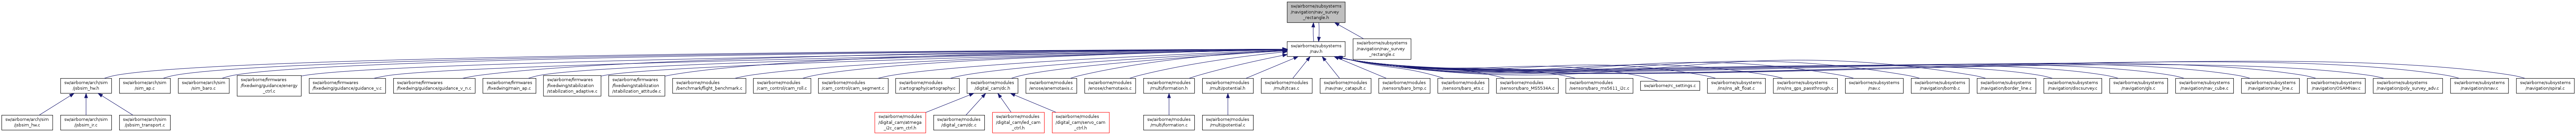 sw/airborne/subsystems
/navigation/nav_survey
_rectangle.h
sw/airborne/subsystems
/nav.h
sw/airborne/subsystems
/navigation/nav_survey
_rectangle.c
sw/airborne/arch/sim
/jsbsim_hw.h
sw/airborne/arch/sim
/sim_ap.c
sw/airborne/arch/sim
/sim_baro.c
sw/airborne/firmwares
/fixedwing/guidance/energy
_ctrl.c
sw/airborne/firmwares
/fixedwing/guidance/guidance_v.c
sw/airborne/firmwares
/fixedwing/guidance/guidance_v_n.c
sw/airborne/firmwares
/fixedwing/main_ap.c
sw/airborne/firmwares
/fixedwing/stabilization
/stabilization_adaptive.c
sw/airborne/firmwares
/fixedwing/stabilization
/stabilization_attitude.c
sw/airborne/modules
/benchmark/flight_benchmark.c
sw/airborne/modules
/cam_control/cam_roll.c
sw/airborne/modules
/cam_control/cam_segment.c
sw/airborne/modules
/cartography/cartography.c
sw/airborne/modules
/digital_cam/dc.h
sw/airborne/modules
/enose/anemotaxis.c
sw/airborne/modules
/enose/chemotaxis.c
sw/airborne/modules
/multi/formation.h
sw/airborne/modules
/multi/potential.h
sw/airborne/modules
/multi/tcas.c
sw/airborne/modules
/nav/nav_catapult.c
sw/airborne/modules
/sensors/baro_bmp.c
sw/airborne/modules
/sensors/baro_ets.c
sw/airborne/modules
/sensors/baro_MS5534A.c
sw/airborne/modules
/sensors/baro_ms5611_i2c.c
sw/airborne/rc_settings.c
sw/airborne/subsystems
/ins/ins_alt_float.c
sw/airborne/subsystems
/ins/ins_gps_passthrough.c
sw/airborne/subsystems
/nav.c
sw/airborne/subsystems
/navigation/bomb.c
sw/airborne/subsystems
/navigation/border_line.c
sw/airborne/subsystems
/navigation/discsurvey.c
sw/airborne/subsystems
/navigation/gls.c
sw/airborne/subsystems
/navigation/nav_cube.c
sw/airborne/subsystems
/navigation/nav_line.c
sw/airborne/subsystems
/navigation/OSAMNav.c
sw/airborne/subsystems
/navigation/poly_survey_adv.c
sw/airborne/subsystems
/navigation/snav.c
sw/airborne/subsystems
/navigation/spiral.c
sw/airborne/arch/sim
/jsbsim_hw.c
sw/airborne/arch/sim
/jsbsim_ir.c
sw/airborne/arch/sim
/jsbsim_transport.c
sw/airborne/modules
/digital_cam/atmega
_i2c_cam_ctrl.h
sw/airborne/modules
/digital_cam/dc.c
sw/airborne/modules
/digital_cam/led_cam
_ctrl.h
sw/airborne/modules
/digital_cam/servo_cam
_ctrl.h
sw/airborne/modules
/multi/formation.c
sw/airborne/modules
/multi/potential.c